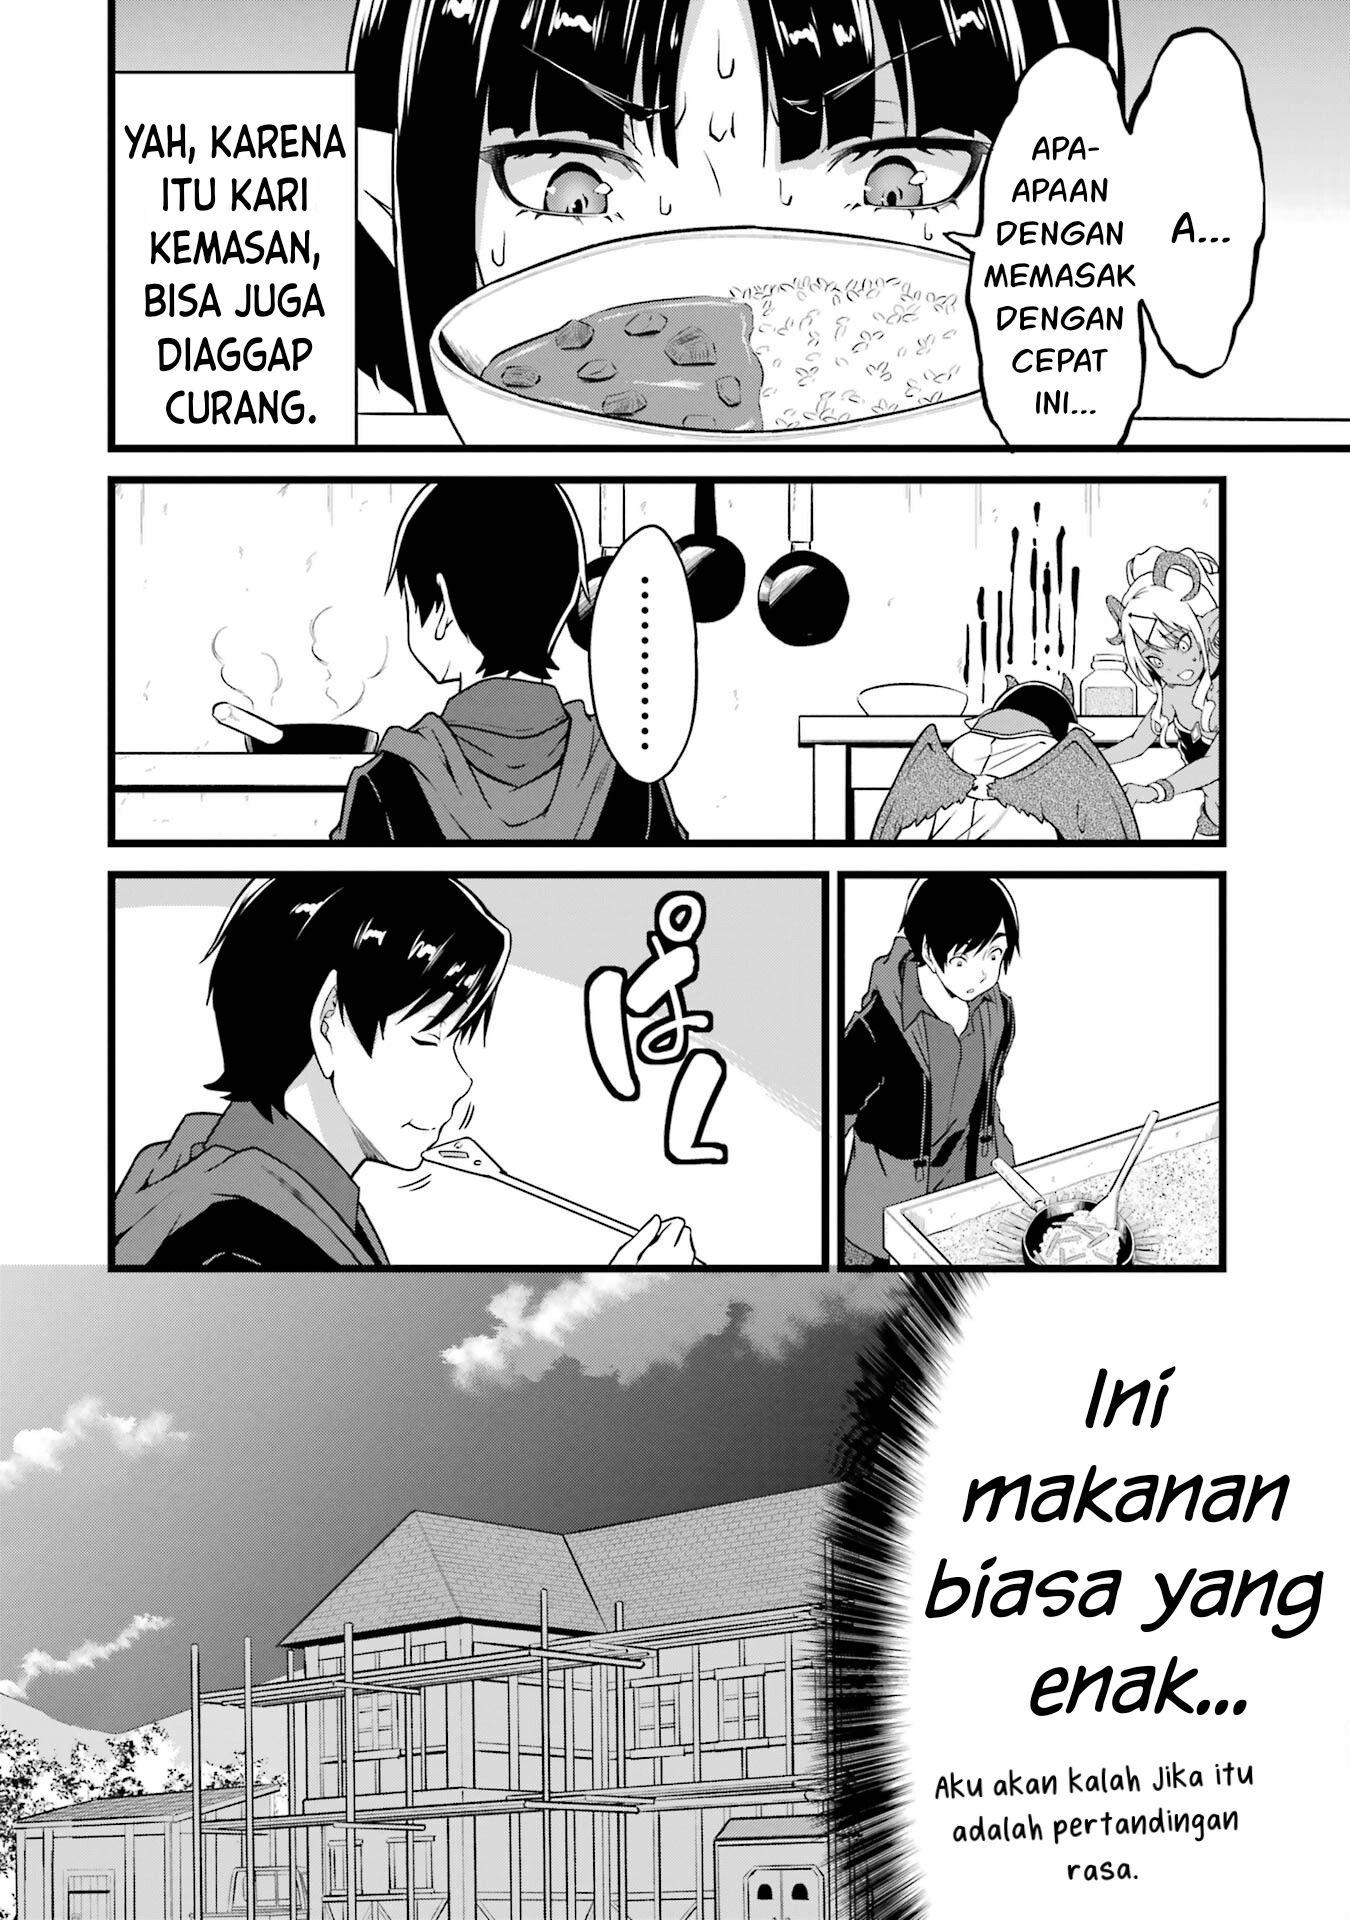 A...
APA-
APAAN
DENGAN
MEMASAK
DENGAN
CEPAT
INI...
YAH, KARENA
ITU KARI
KEMASAN,
BISA JUGA
DIAGGAP
CURANG.
..........
ぱく
Ini
makanan
biasa yang
enak...
Aku akan kalah Jika itu
adalah pertandingan
rasa.